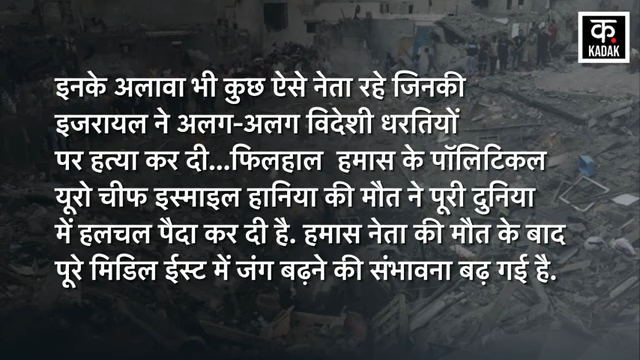 क
KADAK
इनके अलावा भी कुछ ऐसे नेता रहे जिनकी
इजरायल ने अलग-अलग विदेशी धरतियों
पर हत्या कर दी...फिलहाल हमास के पॉलिटिकल
यूरो चीफ इस्माइल हानिया की मौत ने पूरी दुनिया
में हलचल पैदा कर दी है. हमास नेता की मौत के बाद
पूरे मिडिल ईस्ट में जंग बढ़ने की संभावना बढ़ गई है.